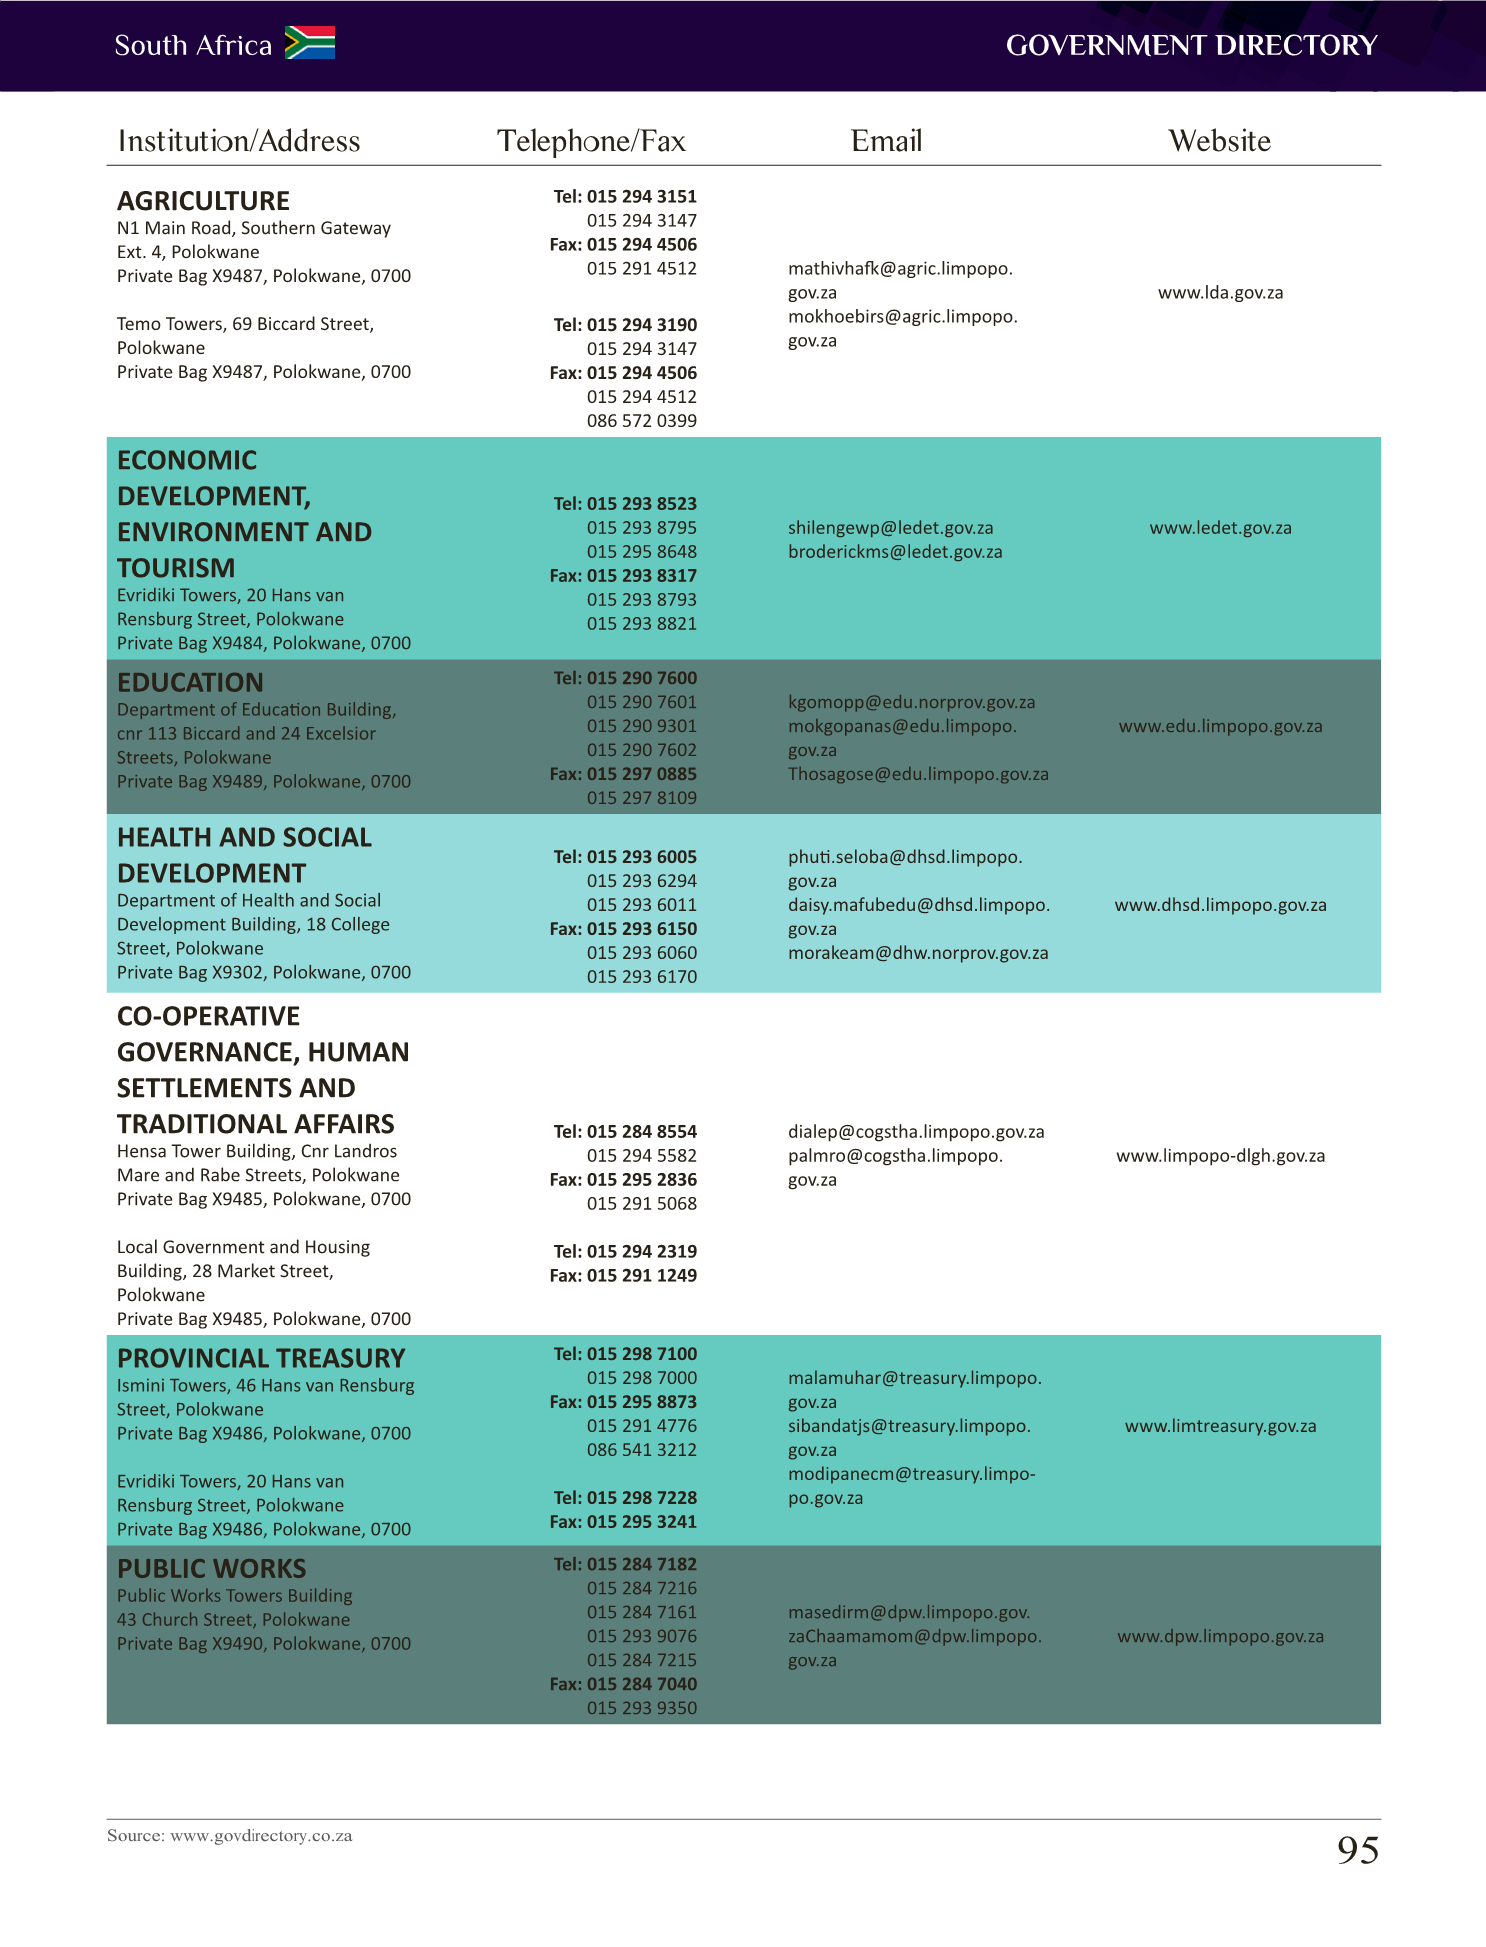 South Africa
GOVERNMENT DIRECTORY
Institution/Address Telephone/Fax Email Website
AGRICULTURE
N1 Main Road, Southern Gateway
Ext. 4, Polokwane
Private Bag X9487, Polokwane, 0700
Temo Towers, 69 Biccard Street,
Polokwane
Private Bag X9487, Polokwane, 0700
Tel: 015 294 3151
015 294 3147
Fax: 015 294 4506
015 291 4512
Tel: 015 294 3190
015 294 3147
Fax: 015 294 4506
015 294 4512
086 572 0399
mathivhafk@agric.limpopo.
gov.za
mokhoebirs@agric.limpopo.
gov.za
www.lda.gov.za
ECONOMIC
DEVELOPMENT,
ENVIRONMENT AND
TOURISM
Evridiki Towers, 20 Hans van
Rensburg Street, Polokwane
Private Bag X9484, Polokwane, 0700
Tel: 015 293 8523
015 293 8795
015 295 8648
Fax: 015 293 8317
015 293 8793
015 293 8821
shilengewp@ledet.gov.za
broderickms@ledet.gov.za
www.ledet.gov.za
EDUCATION
Department of Education Building,
cnr 113 Biccard and 24 Excelsior
Streets, Polokwane
Private Bag X9489, Polokwane, 0700
Tel: 015 290 7600
015 290 7601
015 290 9301
015 290 7602
Fax: 015 297 0885
015 297 8109
kgomopp@edu.norprov.gov.za
mokgopanas@edu.limpopo.
gov.za
Thosagose@edu.limpopo.gov.za
www.edu.limpopo.gov.za
HEALTH AND SOCIAL
DEVELOPMENT
Department of Health and Social
Development Building, 18 College
Street, Polokwane
Private Bag X9302, Polokwane, 0700
Tel: 015 293 6005
015 293 6294
015 293 6011
Fax: 015 293 6150
015 293 6060
015 293 6170
phuti.seloba@dhsd.limpopo.
gov.za
daisy.mafubedu@dhsd.limpopo.
gov.za
morakeam@dhw.norprov.gov.za
www.dhsd.limpopo.gov.za
CO-OPERATIVE
GOVERNANCE, HUMAN
SETTLEMENTS AND
TRADITIONAL AFFAIRS
Hensa Tower Building, Cnr Landros
Mare and Rabe Streets, Polokwane
Private Bag X9485, Polokwane, 0700
Local Government and Housing
Building, 28 Market Street,
Polokwane
Private Bag X9485, Polokwane, 0700
Tel: 015 284 8554
015 294 5582
Fax: 015 295 2836
015 291 5068
Tel: 015 294 2319
Fax: 015 291 1249
dialep@cogstha.limpopo.gov.za
palmro@cogstha.limpopo.
gov.za
www.limpopo-dlgh.gov.za
PROVINCIAL TREASURY
Ismini Towers, 46 Hans van Rensburg
Street, Polokwane
Private Bag X9486, Polokwane, 0700
Evridiki Towers, 20 Hans van
Rensburg Street, Polokwane
Private Bag X9486, Polokwane, 0700
Tel: 015 298 7100
015 298 7000
Fax: 015 295 8873
015 291 4776
086 541 3212
Tel: 015 298 7228
Fax: 015 295 3241
malamuhar@treasury.limpopo.
gov.za
sibandatjs@treasury.limpopo.
gov.za
modipanecm@treasury.limpo-
po.gov.za
www.limtreasury.gov.za
PUBLIC WORKS
Public Works Towers Building
43 Church Street, Polokwane
Private Bag X9490, Polokwane, 0700
Tel: 015 284 7182
015 284 7216
015 284 7161
015 293 9076
015 284 7215
Fax: 015 284 7040
015 293 9350
masedirm@dpw.limpopo.gov.
zaChaamamom@dpw.limpopo.
gov.za
www.dpw.limpopo.gov.za
Source: www.govdirectory.co.za
95